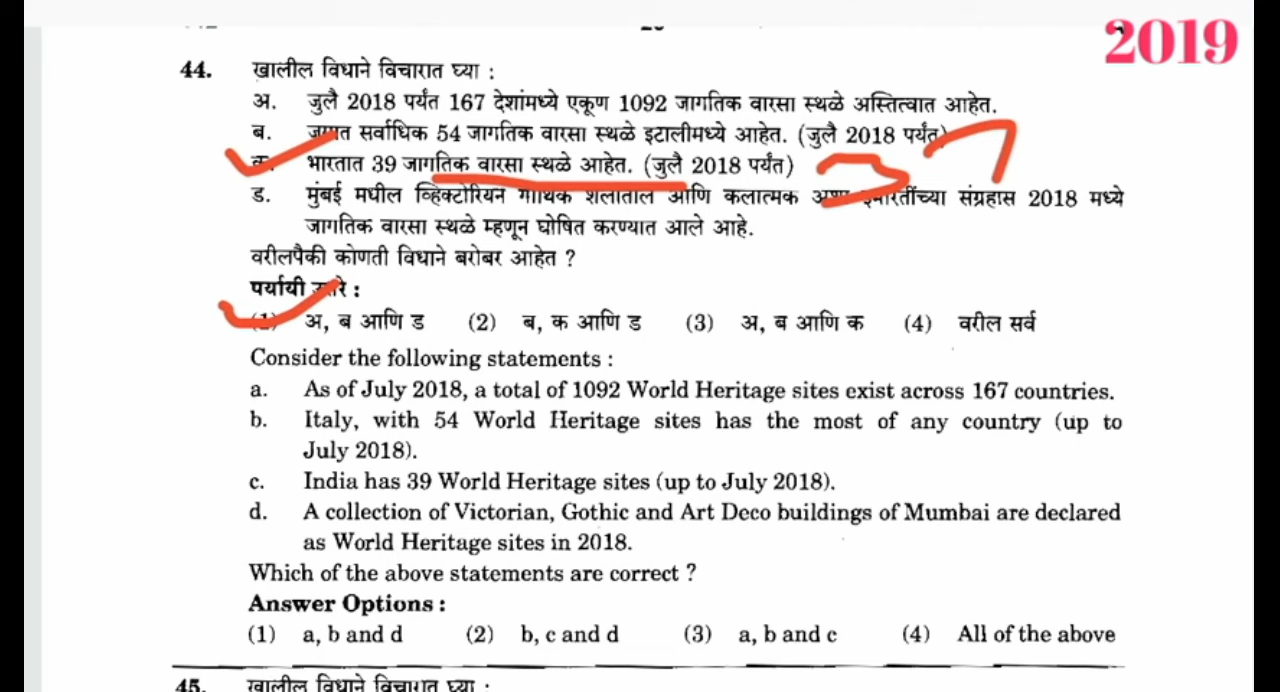 2019
44. खालील विधाने विचारात घ्या :
अ. जुलै 2018 पर्यंत 167 देशांमध्ये एकूण 1092 जागतिक वारसा स्थळे अस्तित्वात आहेत.
ब. जगात सर्वाधिक 54 जागतिक वारसा स्थळे इटालीमध्ये आहेत. (जुलै 2018 पर्यंत)
क. भारतात 39 जागतिक वारसा स्थळे आहेत. (जुलै 2018 पर्यंत) 37
ड. मुंबई मधील व्हिक्टोरियन गॉथिक शैलीतील आणि कलात्मक अशा इमारतींच्या संग्रहास 2018 मध्ये
जागतिक वारसा स्थळे म्हणून घोषित करण्यात आले आहे.
वरीलपैकी कोणती विधाने बरोबर आहेत ?
पर्यायी उत्तरे :
(1) अ, ब आणि ड (2) ब, क आणि ड (3) अ, ब आणि क (4) वरील सर्व
Consider the following statements :
a. As of July 2018, a total of 1092 World Heritage sites exist across 167 countries.
b. Italy, with 54 World Heritage sites has the most of any country (up to
July 2018).
c. India has 39 World Heritage sites (up to July 2018).
d. A collection of Victorian, Gothic and Art Deco buildings of Mumbai are declared
as World Heritage sites in 2018.
Which of the above statements are correct ?
Answer Options :
(1) a, b and d (2) b, c and d (3) a, b and c (4) All of the above
45. खालील विधाने विचारात घ्या :